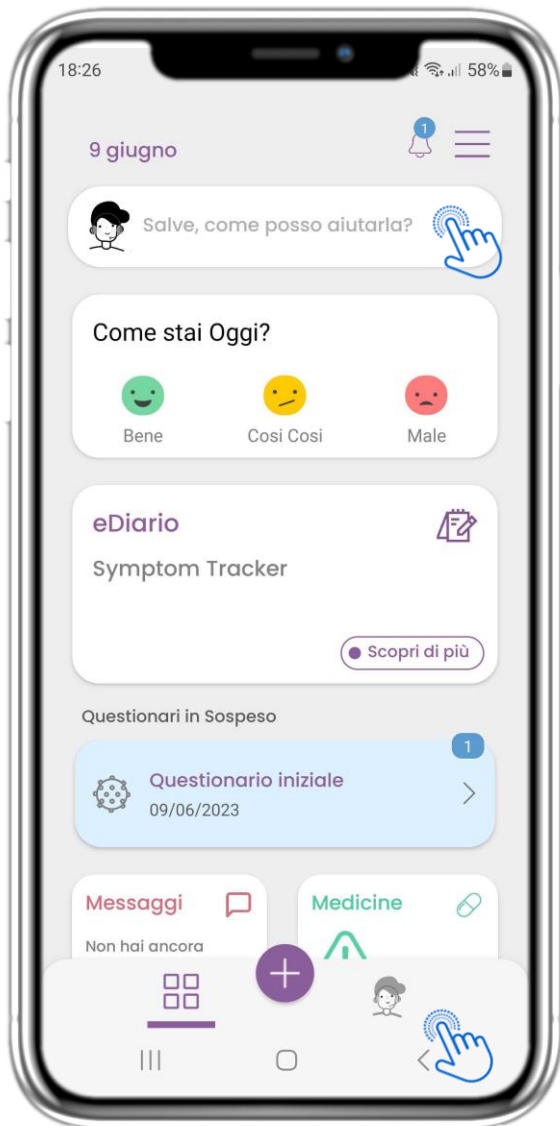 18:26
58%
9 giugno
1
Salve, come posso aiutarla?
Come stai Oggi?
Bene
Cosi Cosi
Male
eDiario
Symptom Tracker
Scopri di più
Questionari in Sospeso
1
Questionario iniziale
09/06/2023
Messaggi
Medicine
Non hai ancora